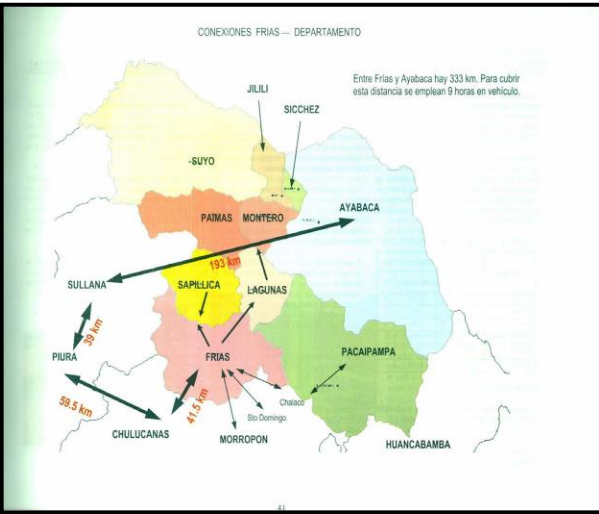 CONEXIONES FRIAS — DEPARTAMENTO
Entre Frías y Ayabaca hay 333 km. Para cubrir
esta distancia se emplean 9 horas en vehículo.
JILILI
SICCHEZ
-SUYO
AYABACA
PAIMAS
MONTERO
193 km
SULLANA
SAPILLICA
LAGUNAS
39 km
PIURA
FRIAS
PACAIPAMPA
59.5 km
41.5 km
Chalaco
Sto Domingo
CHULUCANAS
MORROPON
HUANCABAMBA
41